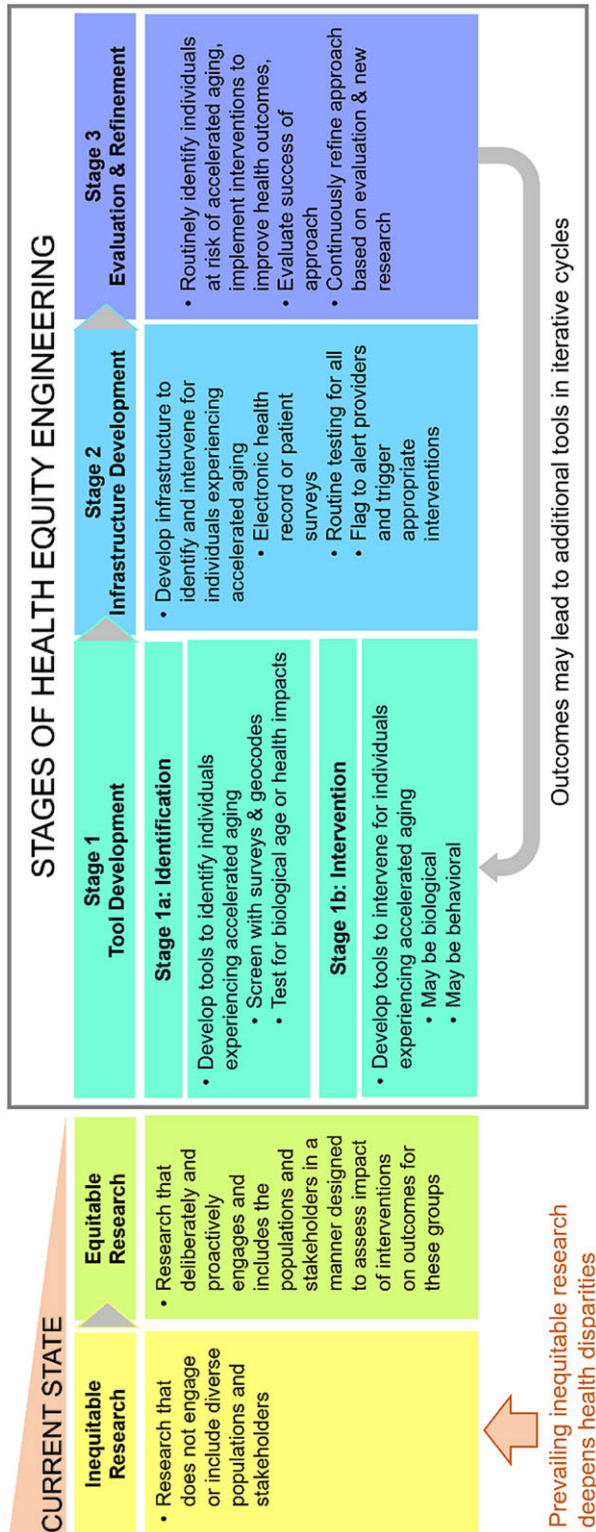 CURRENT STATE
Inequitable
Research
• Research that
does not engage
or include diverse
populations and
stakeholders
Prevailing inequitable research
deepens health disparities
Equitable
Research
• Research that
deliberately and
proactively
engages and
includes the
populations and
stakeholders in a
manner designed
to assess impact
of interventions
on outcomes for
these groups
STAGES OF HEALTH EQUITY ENGINEERING
Stage 1
Tool Development
Stage 1a: Identification
• Develop tools to identify individuals
experiencing accelerated aging
• Screen with surveys & geocodes
• Test for biological age or health impacts
Stage 1b: Intervention
• Develop tools to intervene for individuals
experiencing accelerated aging
• May be biological
• May be behavioral
Stage 2
Infrastructure Development
• Develop infrastructure to
identify and intervene for
individuals experiencing
accelerated aging
• Electronic health
record or patient
surveys
• Routine testing for all
• Flag to alert providers
and trigger
appropriate
interventions
Stage 3
Evaluation & Refinement
• Routinely identify individuals
at risk of accelerated aging,
implement interventions to
improve health outcomes,
• Evaluate success of
approach
• Continuously refine approach
based on evaluation & new
research
Outcomes may lead to additional tools in iterative cycles